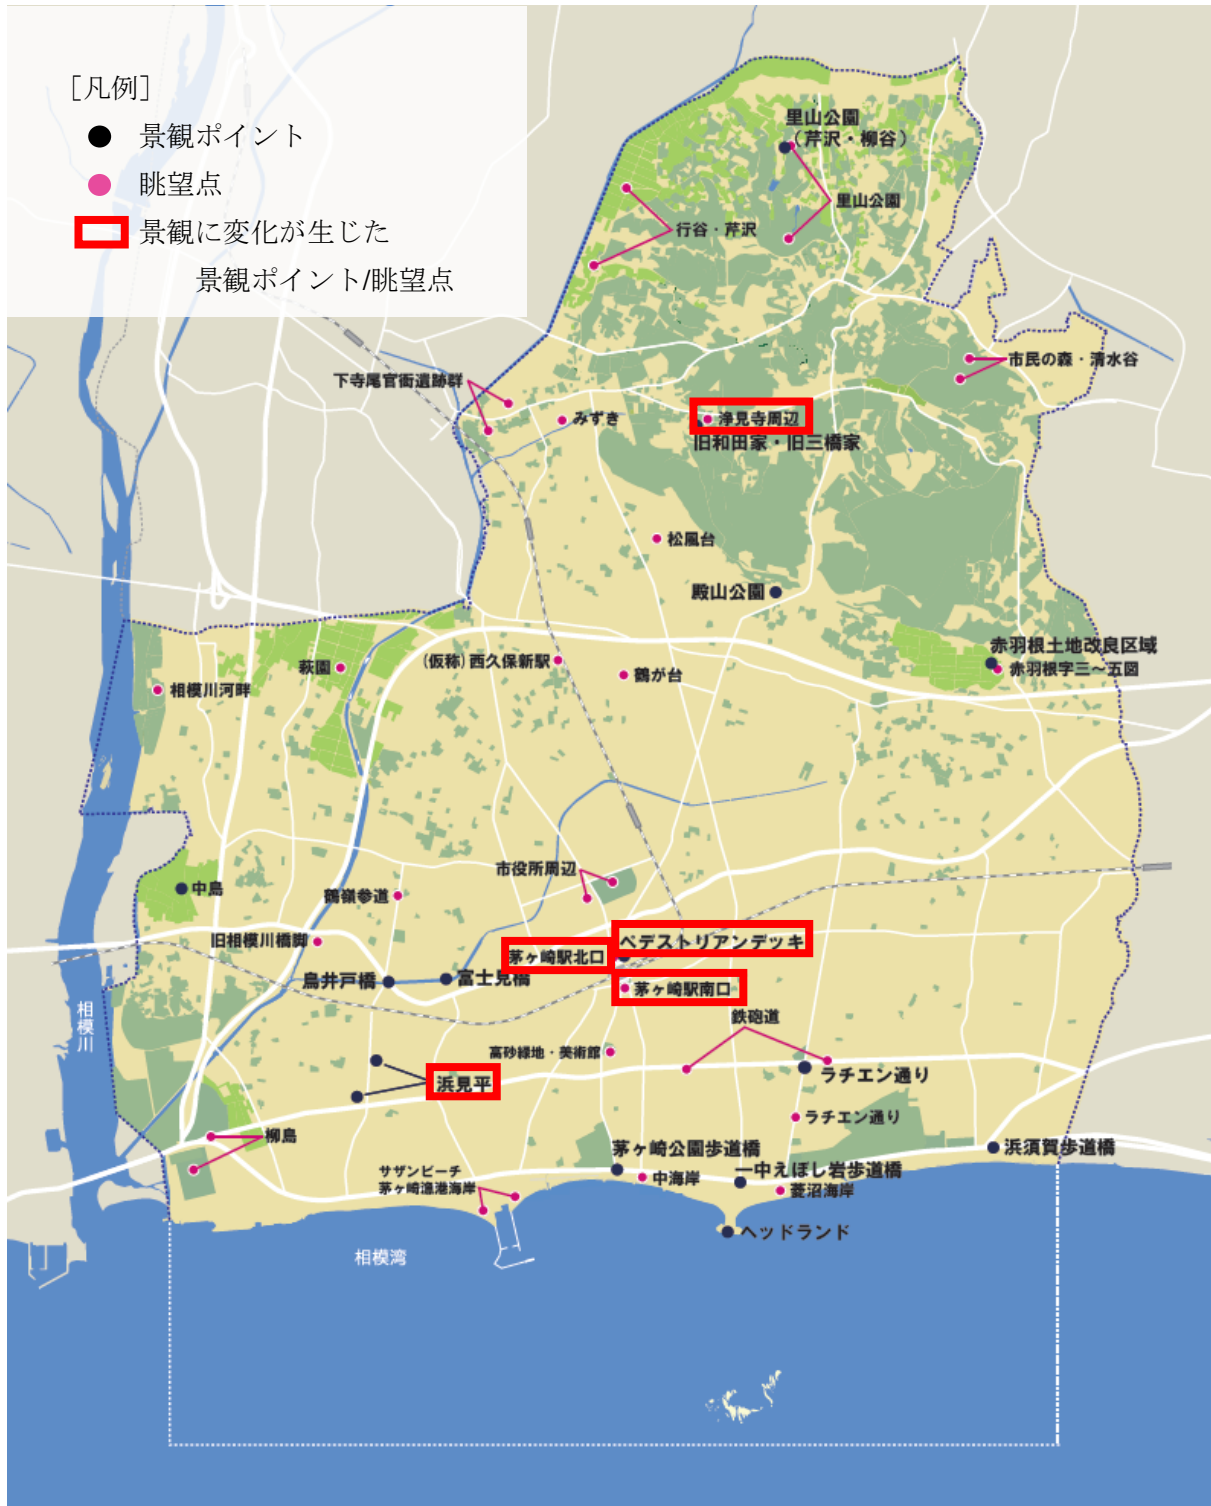 ［凡例］
景観ポイント
眺望点
景観に変化が生じた
景観ポイント/眺望点
里山公園
（芹沢・柳谷）
里山公園
行谷・芹沢
市民の森・清水谷
下寺尾官衙遺跡群
みずき
浄見寺周辺
旧和田家・旧三橋家
松風台
殿山公園
赤羽根土地改良区域
赤羽根字三〜五図
(仮称)西久保新駅
萩園
鶴が台
相模川河畔
市役所周辺
中島
鶴嶺参道
旧相模川橋脚
ペデストリアンデッキ
茅ヶ崎駅北口
鳥井戸橋
富士見橋
茅ヶ崎駅南口
相模川
鉄砲道
高砂緑地・美術館
浜見平
ラチエン通り
ラチエン通り
柳島
茅ヶ崎公園歩道橋
浜須賀歩道橋
サザンビーチ
茅ヶ崎漁港海岸
中海岸
一中えぼし岩歩道橋
菱沼海岸
ヘッドランド
相模湾